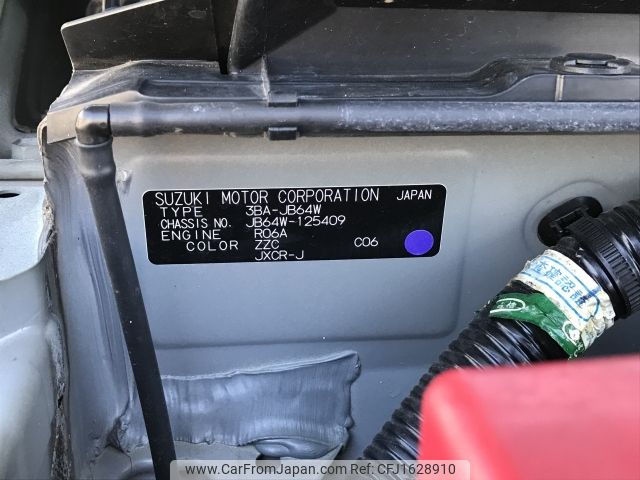 SUZUKI MOTOR CORPORATION JAPAN
TYPE 3BA-JB64W
CHASSIS NO. JB64W-125409
ENGINE R06A
COLOR ZZC C06
JXCR-J
www.CarFromJapan.com - CFJ1628910